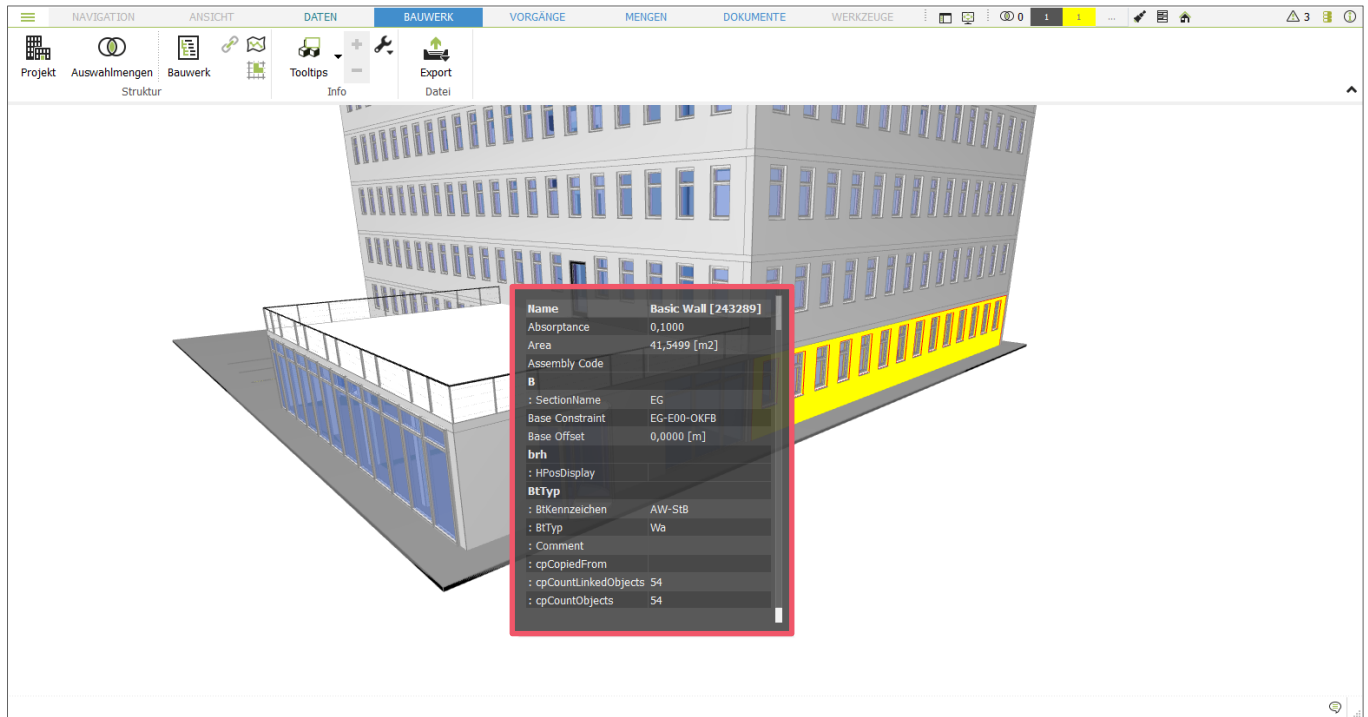 NAVIGATION ANSICHT DATEN BAUWERK VORGÄNGE MENGEN DOKUMENTE WERKZEUGE 0 1 1 ... 3
Projekt Auswahlmengen Bauwerk Tooltips Export
Struktur Info Datei
Name Basic Wall [243289]
Absorptance 0,1000
Area 41,5499 [m2]
Assembly Code
B
: SectionName EG
Base Constraint EG-E00-OKFB
Base Offset 0,0000 [m]
brh
: HPosDisplay
BtTyp
: BtKennzeichen AW-StB
: BtTyp Wa
: Comment
: cpCopiedFrom
: cpCountLinkedObjects 54
: cpCountObjects 54